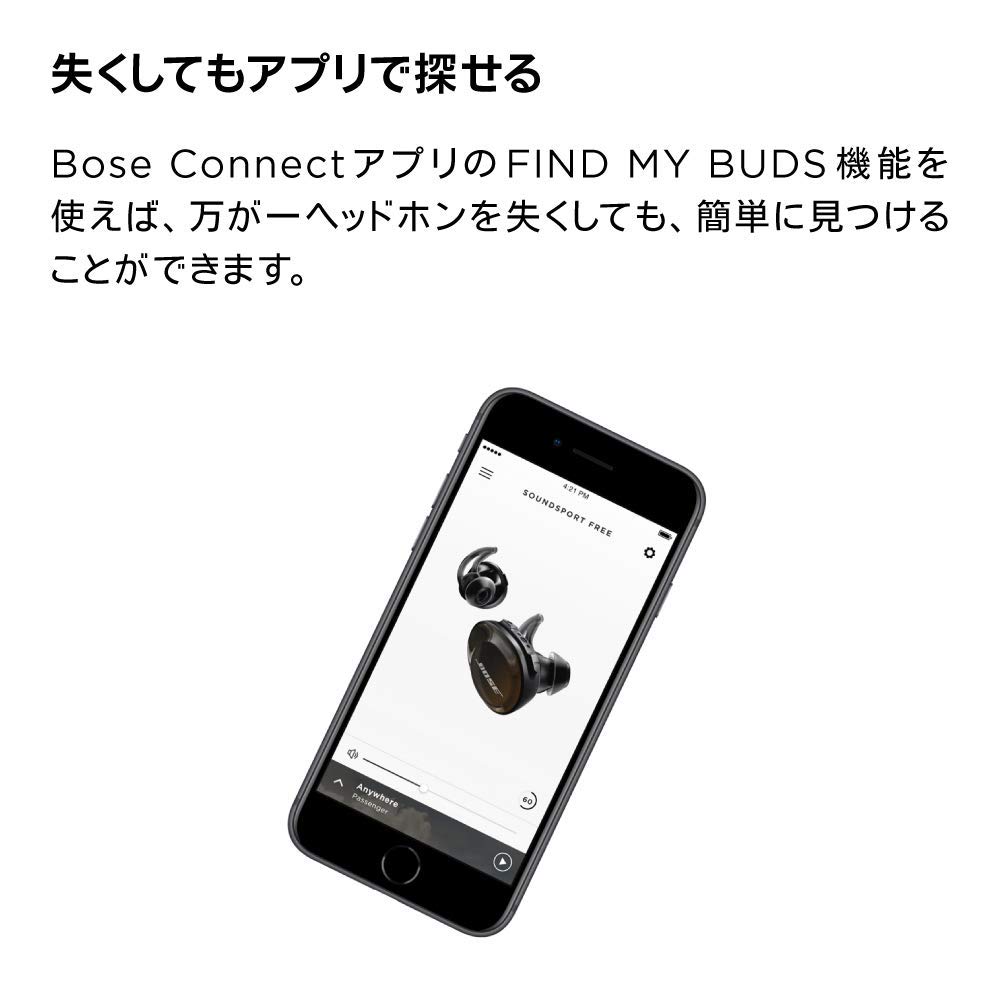 失くしてもアプリで探せる
Bose ConnectアプリのFIND MY BUDS機能を
使えば、万が一ヘッドホンを失くしても、簡単に見つける
ことができます。
4:21 PM
SOUNDSPORT FREE
BOSE
60
Anywhere
Passenger